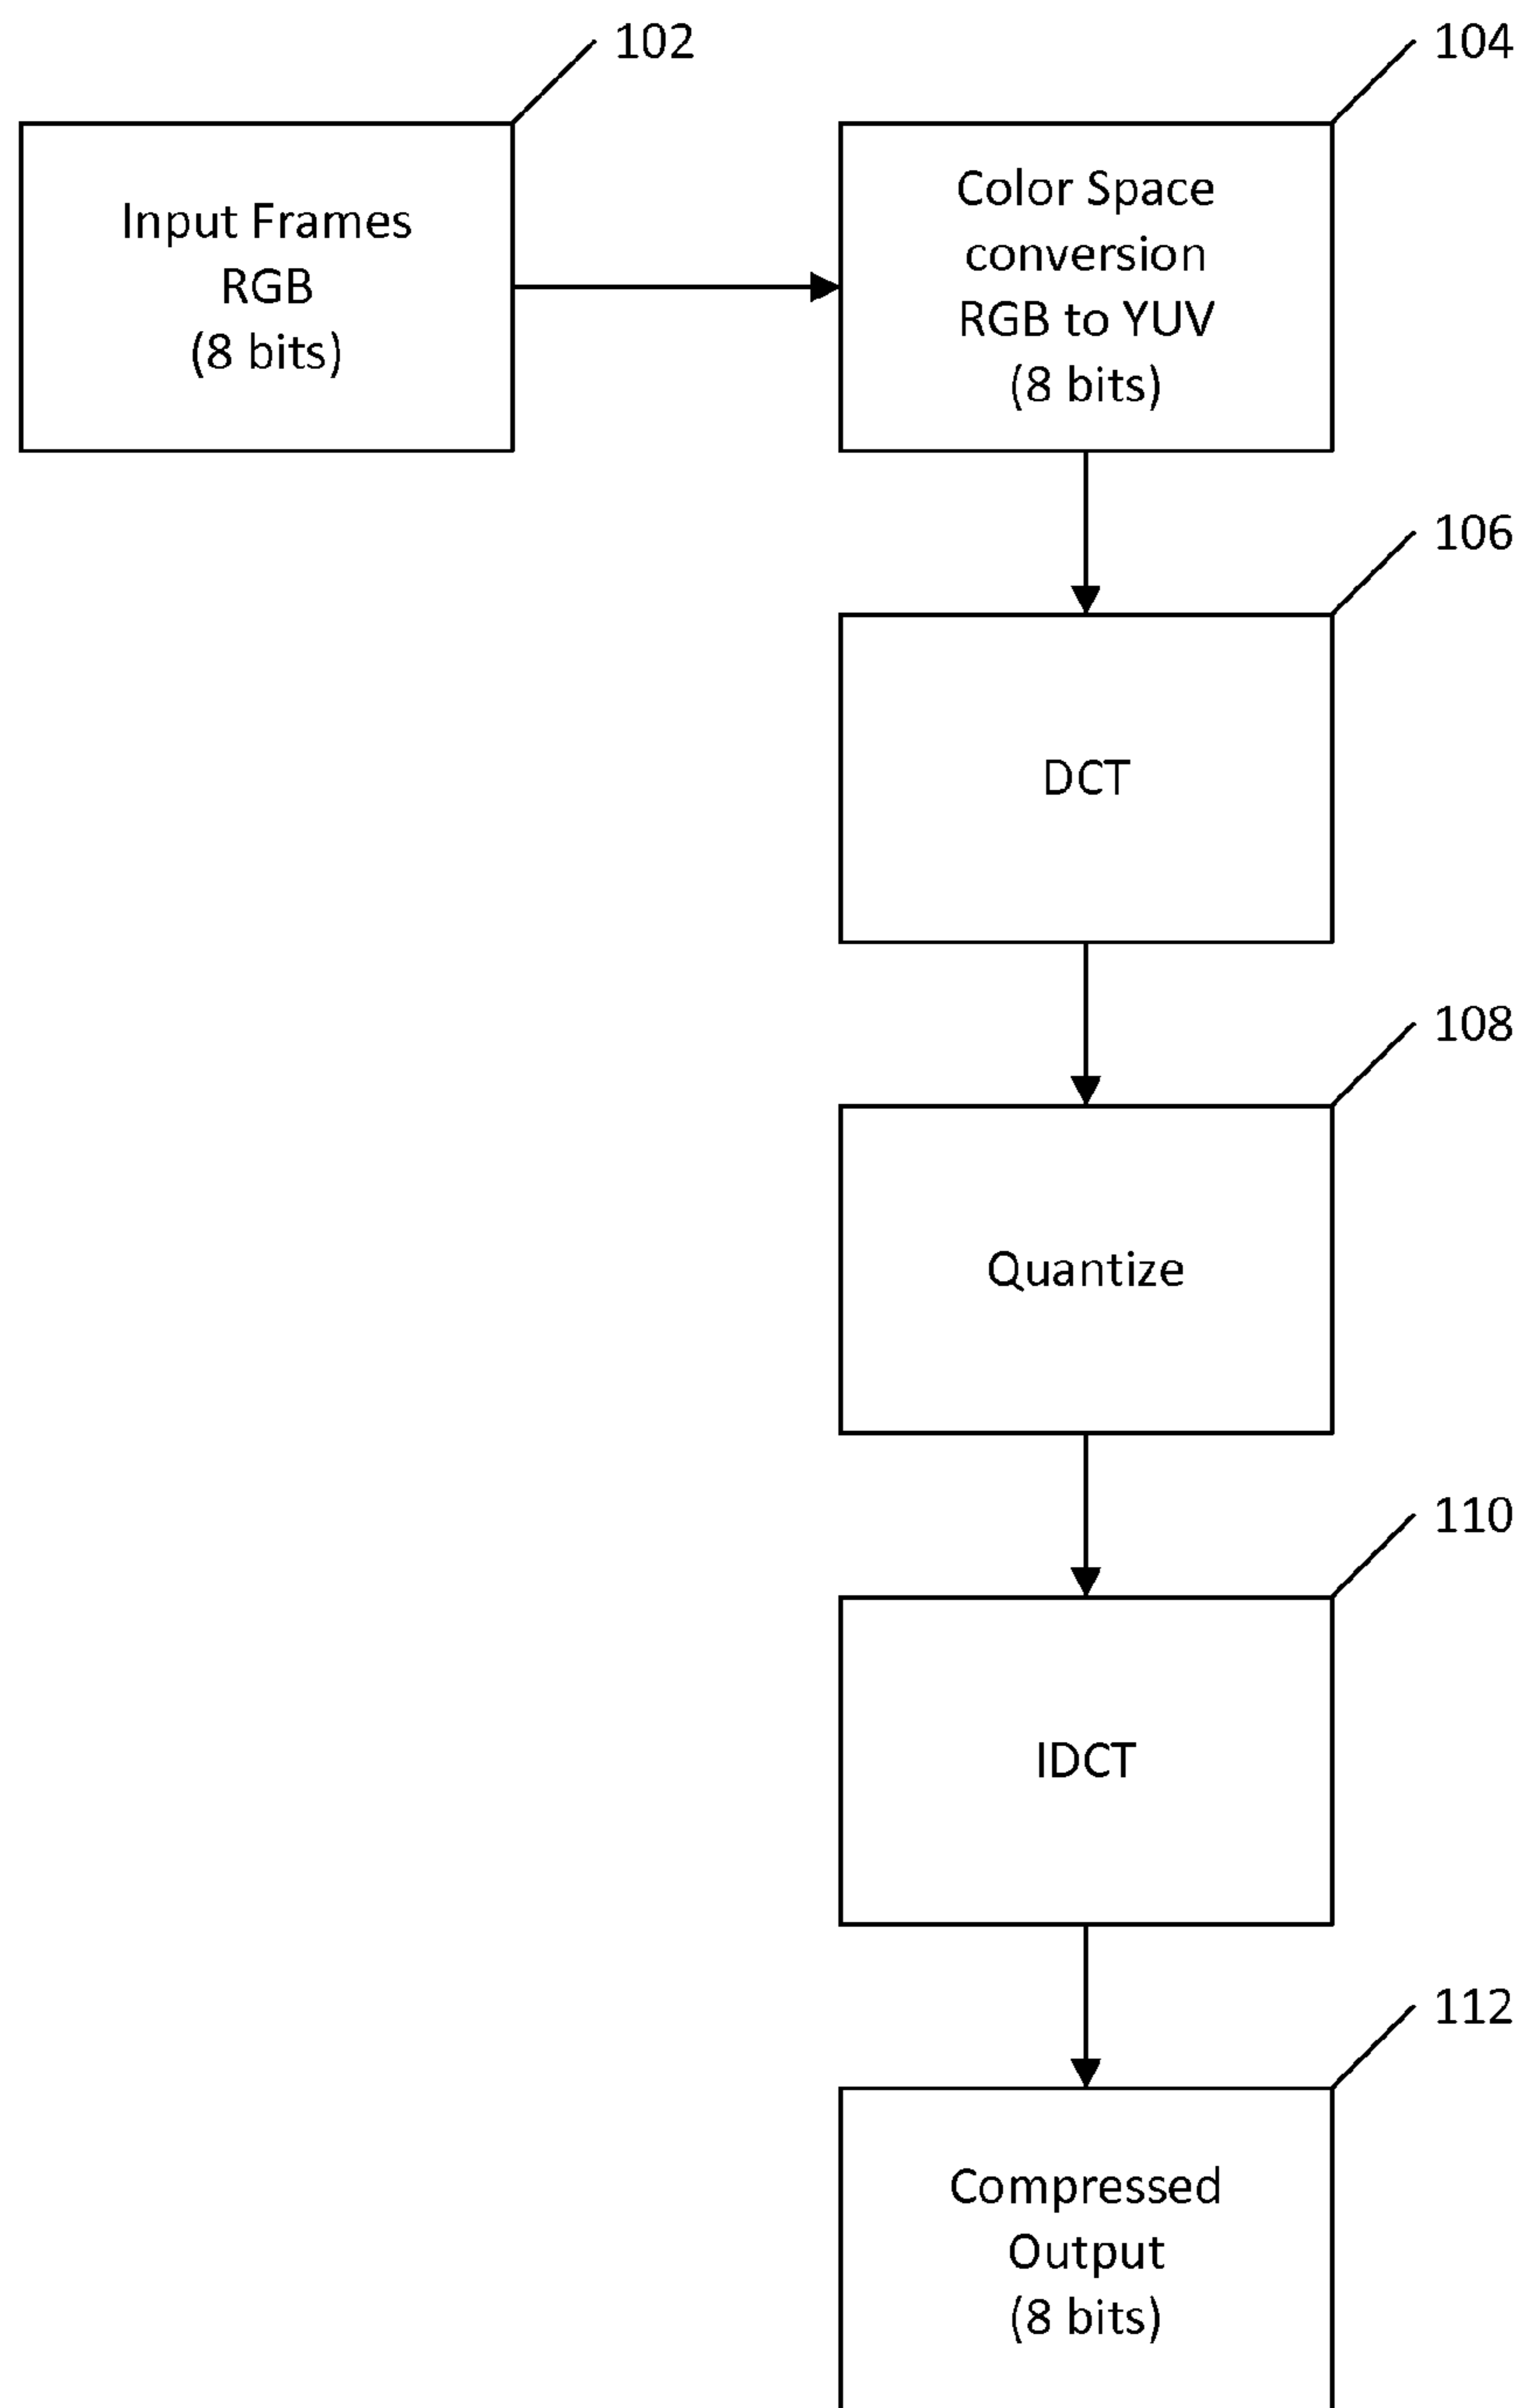 102
Input Frames
RGB
(8 bits)
104
Color Space
conversion
RGB to YUV
(8 bits)
106
DCT
108
Quantize
110
IDCT
112
Compressed
Output
(8 bits)